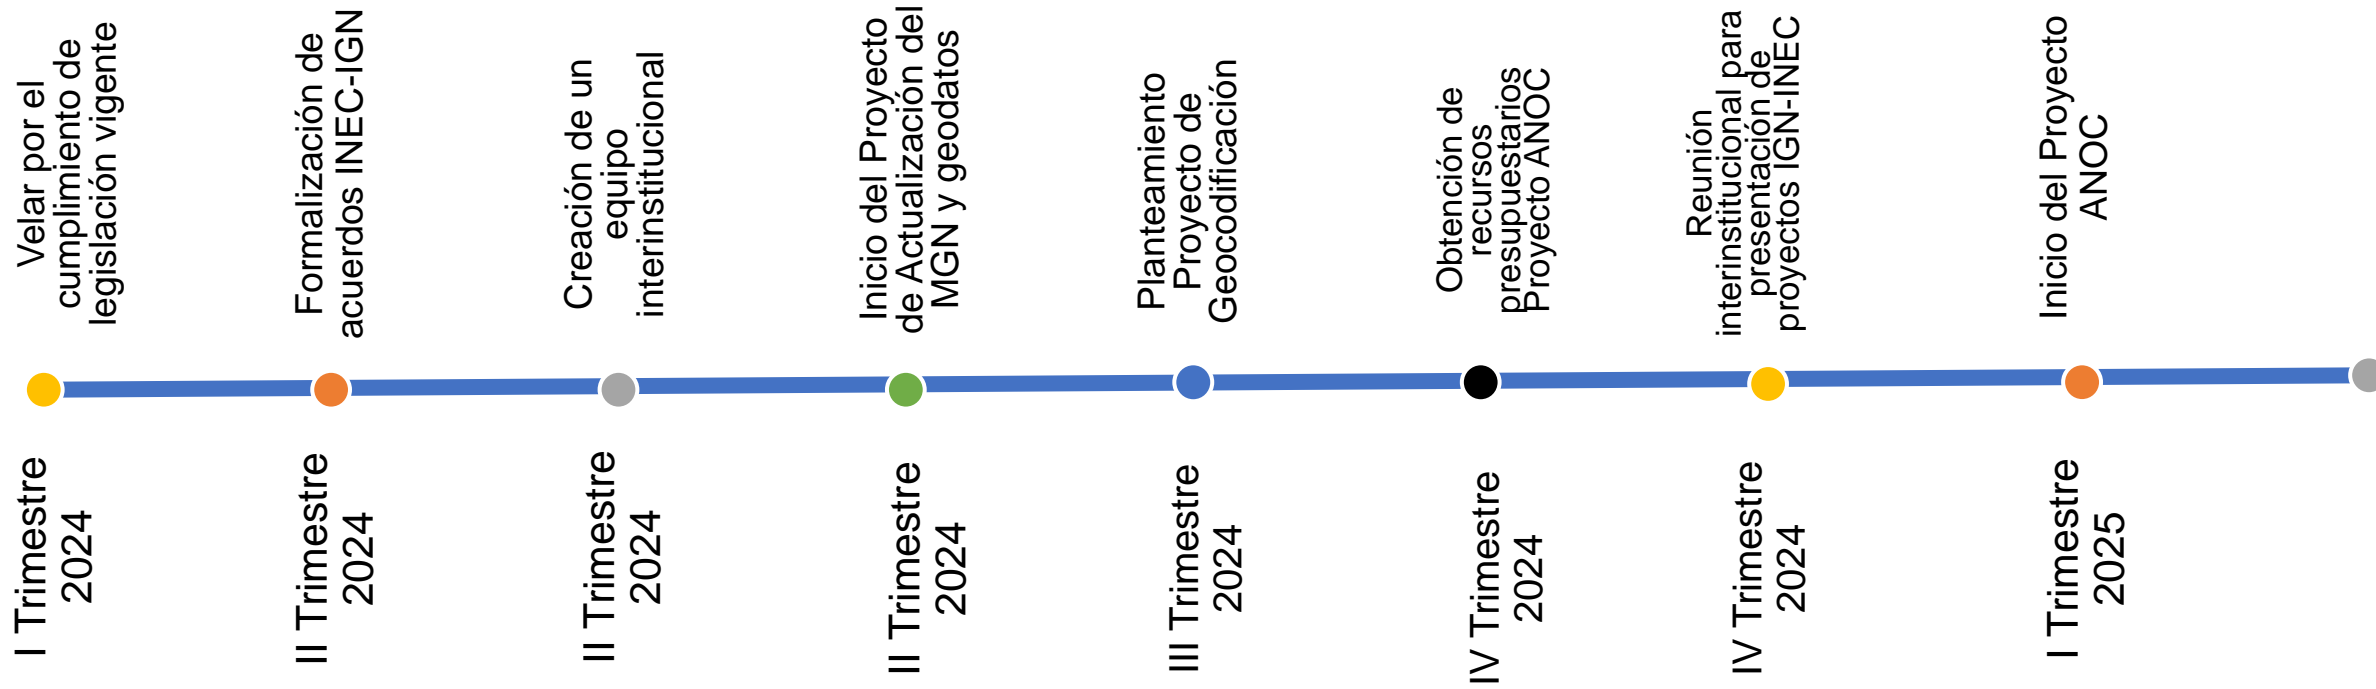 Velar por el
cumplimiento de
legislación vigente
Formalización de
acuerdos INEC-IGN
Creación de un
equipo
interinstitucional
Inicio del Proyecto
de Actualización del
MGN y geodatos
Planteamiento
Proyecto de
Geocodificación
Obtención de
recursos
presupuestarios
Proyecto ANOC
Reunión
interinstitucional para
presentación de
proyectos IGN-INEC
Inicio del Proyecto
ANOC
I Trimestre
2024
II Trimestre
2024
II Trimestre
2024
II Trimestre
2024
III Trimestre
2024
IV Trimestre
2024
IV Trimestre
2024
I Trimestre
2025